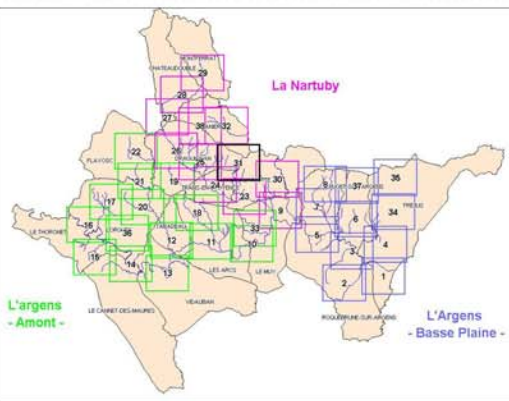 MONTFERRAT
CHATEAUDOUBLE
29
La Nartuby
28
27
38
32
22
26
31
FLAYOSC
DRAGUIGNAN
25
30
8
37
35
21
19
TRANS-EN-PROVENCE
24
17
23
20
7
34
FREJUS
16
18
9
6
LE THORONET
36
TARADEAU
33
5
4
12
11
10
3
15
14
13
LES ARCS
LE MUY
2
1
L'argens
- Amont -
VIDAUBAN
LE CANNET-DES-MAURES
ROQUEBRUNE-SUR-ARGENS
L'Argens
- Basse Plaine -